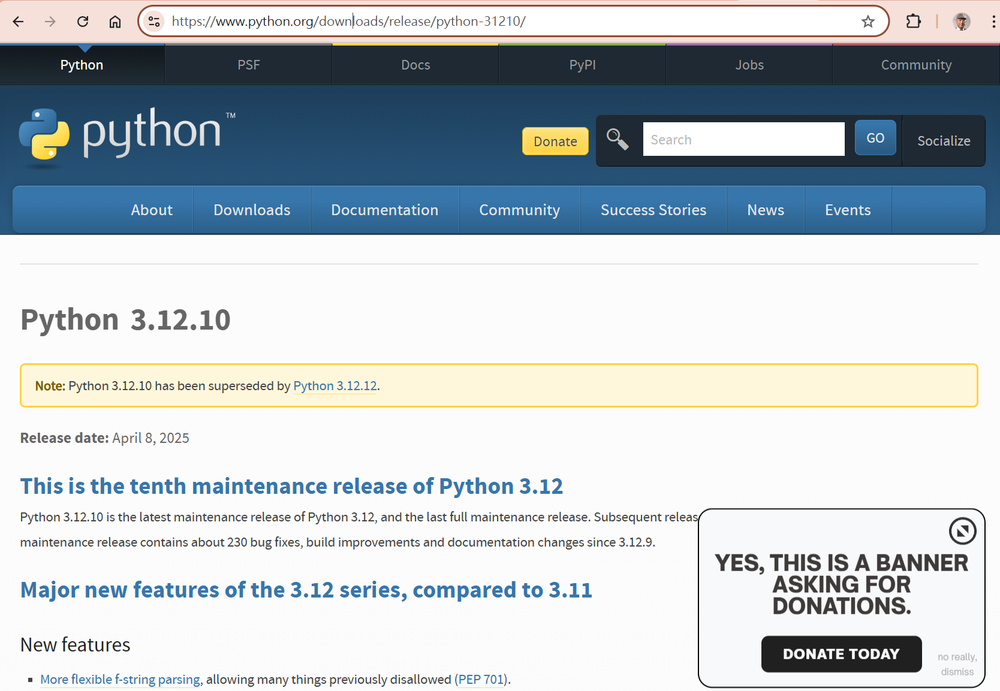 https://www.python.org/downloads/release/python-31210/
Python PSF Docs PyPI Jobs Community
python™
Donate Search GO Socialize
About Downloads Documentation Community Success Stories News Events
Python 3.12.10
Note: Python 3.12.10 has been superseded by Python 3.12.12.
Release date: April 8, 2025
This is the tenth maintenance release of Python 3.12
Python 3.12.10 is the latest maintenance release of Python 3.12, and the last full maintenance release. Subsequent releas
maintenance release contains about 230 bug fixes, build improvements and documentation changes since 3.12.9.
Major new features of the 3.12 series, compared to 3.11
New features
More flexible f-string parsing, allowing many things previously disallowed (PEP 701).
YES, THIS IS A BANNER
ASKING FOR
DONATIONS.
DONATE TODAY
no really,
dismiss